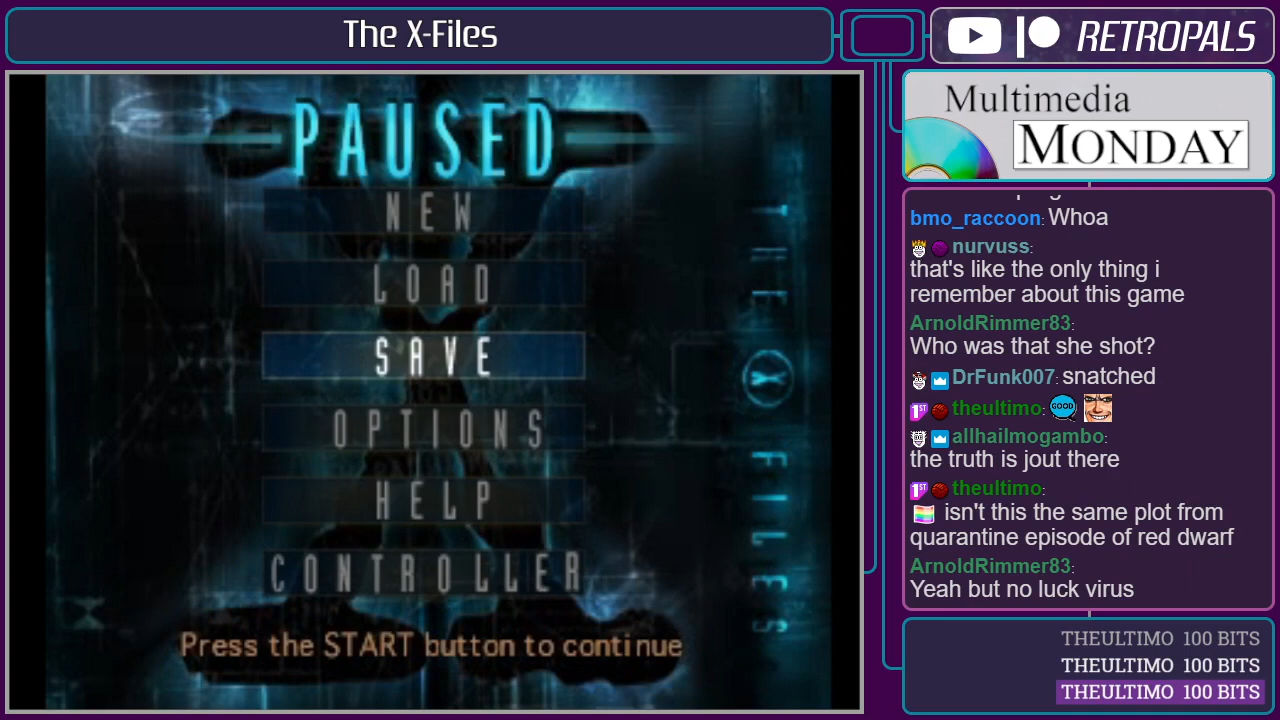 The X-Files
RETROPALS
PAUSED
NEW
LOAD
SAVE
OPTIONS
HELP
CONTROLLER
Press the START button to continue
THE X FILES
Multimedia
MONDAY
bmo_raccoon: Whoa
nurvuss:
that's like the only thing i
remember about this game
ArnoldRimmer83:
Who was that she shot?
DrFunk007: snatched
1ST theultimo: GOOD
allhailmogambo:
the truth is jout there
1ST theultimo:
isn't this the same plot from
quarantine episode of red dwarf
ArnoldRimmer83:
Yeah but no luck virus
THEULTIMO 100 BITS
THEULTIMO 100 BITS
THEULTIMO 100 BITS